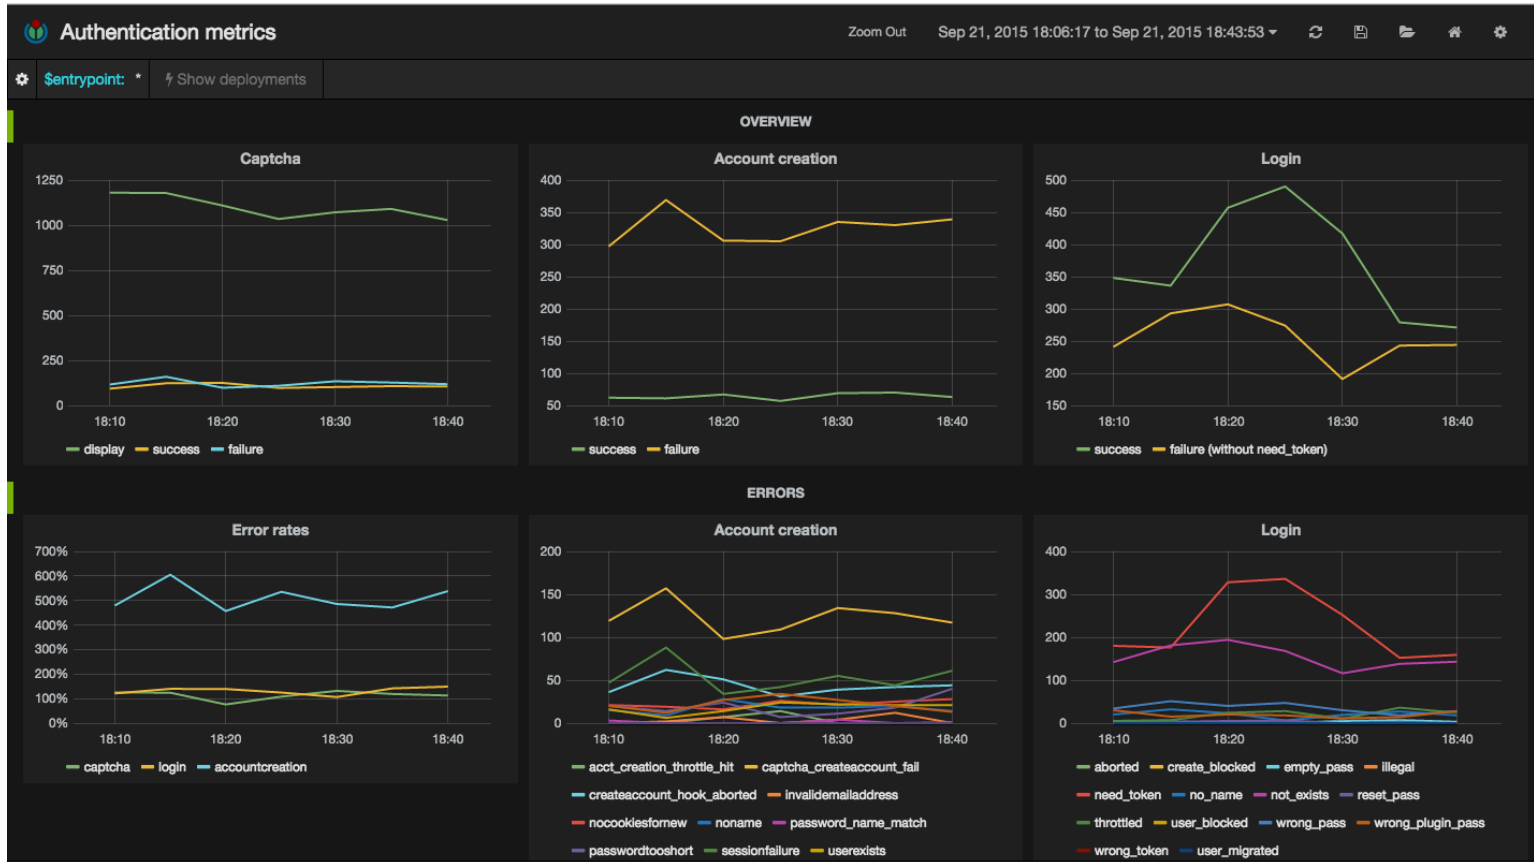 Authentication metrics
Zoom Out Sep 21, 2015 18:06:17 to Sep 21, 2015 18:43:53
$entrypoint: * Show deployments
OVERVIEW
Captcha
1250
1000
750
500
250
0
18:10 18:20 18:30 18:40
display success failure
Account creation
400
350
300
250
200
150
100
50
18:10 18:20 18:30 18:40
success failure
Login
500
450
400
350
300
250
200
150
18:10 18:20 18:30 18:40
success failure (without need_token)
ERRORS
Error rates
700%
600%
500%
400%
300%
200%
100%
0%
18:10 18:20 18:30 18:40
captcha login accountcreation
Account creation
200
150
100
50
0
18:10 18:20 18:30 18:40
acct_creation_throttle_hit captcha_createaccount_fail
createaccount_hook_aborted invalidemailaddress
nocookiesfornew noname password_name_match
passwordtooshort sessionfailure userexists
Login
400
300
200
100
0
18:10 18:20 18:30 18:40
aborted create_blocked empty_pass illegal
need_token no_name not_exists reset_pass
throttled user_blocked wrong_pass wrong_plugin_pass
wrong_token user_migrated